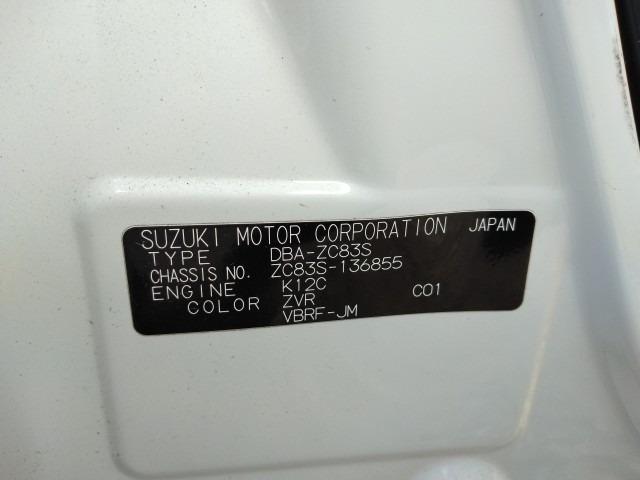 SUZUKI MOTOR CORPORATION JAPAN
TYPE DBA-ZC83S
CHASSIS NO. ZC83S-136855
ENGINE K12C C01
COLOR ZVR
VBRF-JM